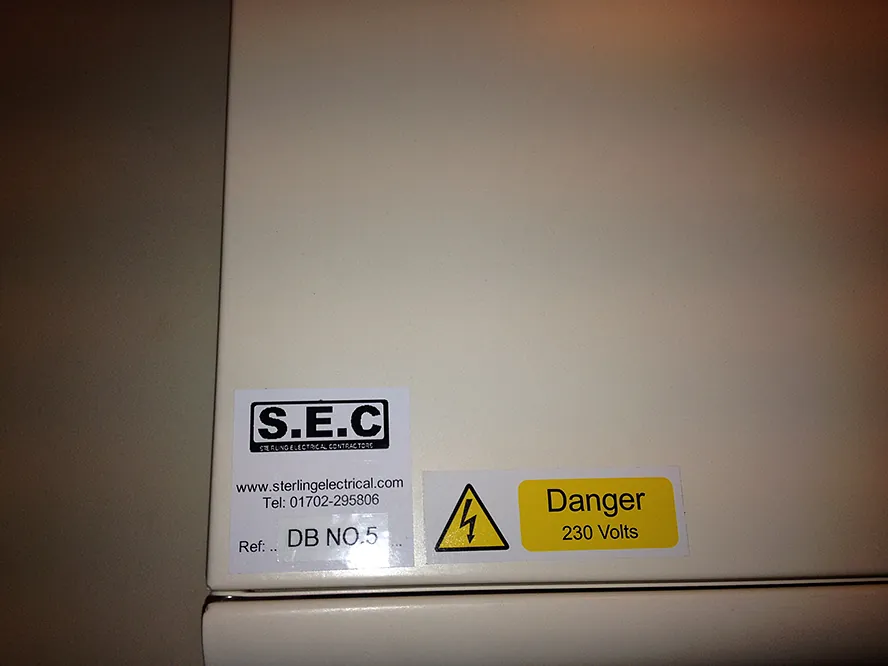 S.E.C
STERLING ELECTRICAL CONTRACTORS
www.sterlingelectrical.com
Tel: 01702-295806
Ref: .. DB NO.5 ...
Danger
230 Volts